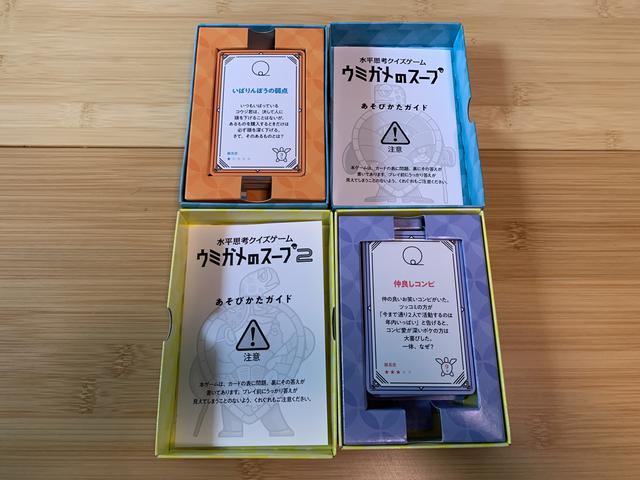 Q
いばりんぼうの弱点
いつもいばっている
コウジ君は、決して人に
頭を下げることはないが、
あるものを購入するときだけは
必ず頭を深く下げる。
さて、そのあるものとは?
難易度
★☆☆☆☆
水平思考クイズゲーム
ウミガメのスープ
あそびかたガイド
注意
本ゲームは、カードの表に問題、裏にその答えが
書いてあります。プレイ前にうっかり答えが
見えてしまうことのないよう、くれぐれもご注意ください。
水平思考クイズゲーム
ウミガメのスープ2
あそびかたガイド
注意
本ゲームは、カードの表に問題、裏にその答えが
書いてあります。プレイ前にうっかり答えが
見えてしまうことのないよう、くれぐれもご注意ください。
Q
仲良しコンビ
仲の良いお笑いコンビがいた。
ツッコミの方が
「今まで通り2人で活動するのは
年内いっぱい」と告げると、
コンビ愛が深いボケの方は
大喜びした。
一体、なぜ?
難易度
★★★☆☆